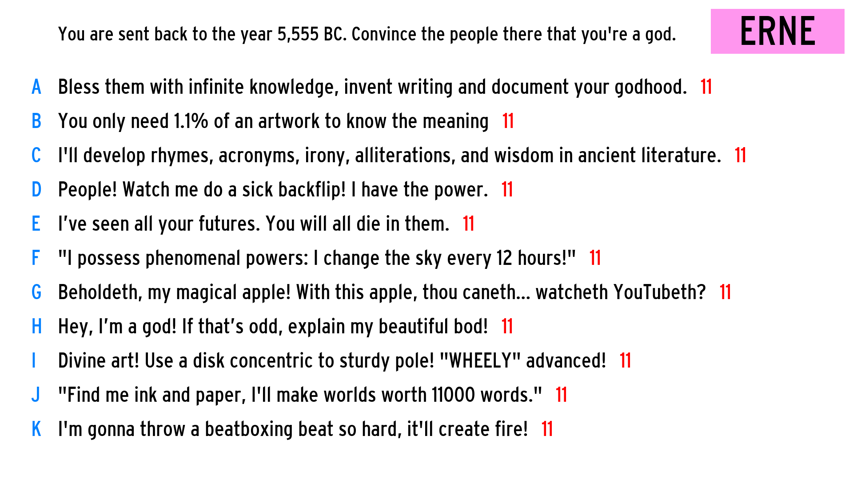 You are sent back to the year 5,555 BC. Convince the people there that you're a god.
ERNE
A Bless them with infinite knowledge, invent writing and document your godhood. 11
B You only need 1.1% of an artwork to know the meaning 11
C I'll develop rhymes, acronyms, irony, alliterations, and wisdom in ancient literature. 11
D People! Watch me do a sick backflip! I have the power. 11
E I’ve seen all your futures. You will all die in them. 11
F "I possess phenomenal powers: I change the sky every 12 hours!" 11
G Beholdeth, my magical apple! With this apple, thou caneth... watcheth YouTubeth? 11
H Hey, I’m a god! If that’s odd, explain my beautiful bod! 11
I Divine art! Use a disk concentric to sturdy pole! "WHEELY" advanced! 11
J "Find me ink and paper, I'll make worlds worth 11000 words." 11
K I'm gonna throw a beatboxing beat so hard, it'll create fire! 11